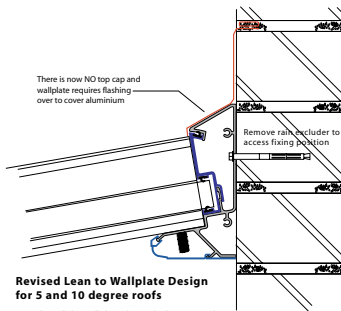 There is now NO top cap and
wallplate requires flashing
over to cover aluminium
Remove rain excluder to
access fixing position
Revised Lean to Wallplate Design
for 5 and 10 degree roofs